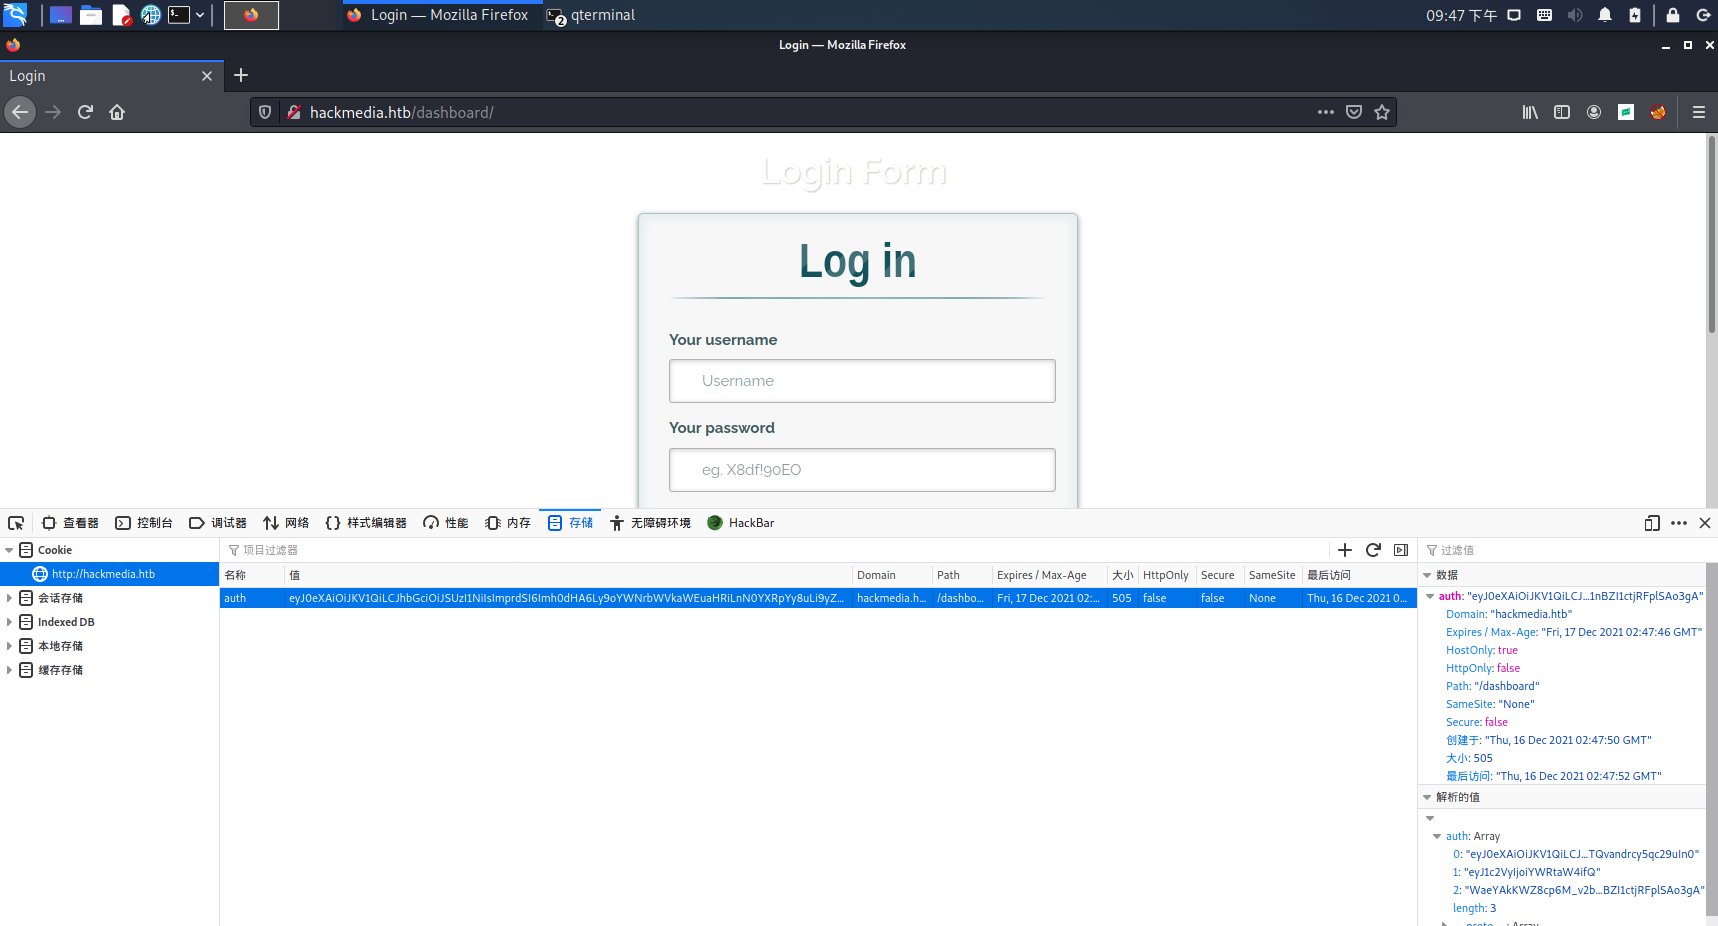 Login — Mozilla Firefox
2
qterminal
09:47 下午
Login — Mozilla Firefox
Login
hackmedia.htb/dashboard/
Login Form
Log in
Your username
Username
Your password
eg. X8df!90EO
查看器
控制台
调试器
网络
样式编辑器
性能
内存
存储
无障碍环境
HackBar
Cookie
http://hackmedia.htb
会话存储
Indexed DB
本地存储
缓存存储
项目过滤器
名称 值 Domain Path Expires / Max-Age 大小 HttpOnly Secure SameSite 最后访问
auth eyJ0eXAiOiJKV1QiLCJhbGciOiJSUzI1NiIsImprdSI6Imh0dHA6Ly9oYWNrbWVkaWEuaHRiLnN0YXRpYy8uLi9yZ... hackmedia.h... /dashbo... Fri, 17 Dec 2021 02:... 505 false false None Thu, 16 Dec 2021 0...
过滤值
数据
auth: "eyJ0eXAiOiJKV1QiLCJ...1nBZI1ctjRFplSAo3gA"
Domain: "hackmedia.htb"
Expires / Max-Age: "Fri, 17 Dec 2021 02:47:46 GMT"
HostOnly: true
HttpOnly: false
Path: "/dashboard"
SameSite: "None"
Secure: false
创建于: "Thu, 16 Dec 2021 02:47:50 GMT"
大小: 505
最后访问: "Thu, 16 Dec 2021 02:47:52 GMT"
解析的值
auth: Array
0: "eyJ0eXAiOiJKV1QiLCJ...TQvandrcy5qc29uIn0"
1: "eyJ1c2VyIjoiYWRtaW4ifQ"
2: "WaeYAkKWZ8cp6M_v2b...BZI1ctjRFplSAo3gA"
length: 3
__proto__: Array